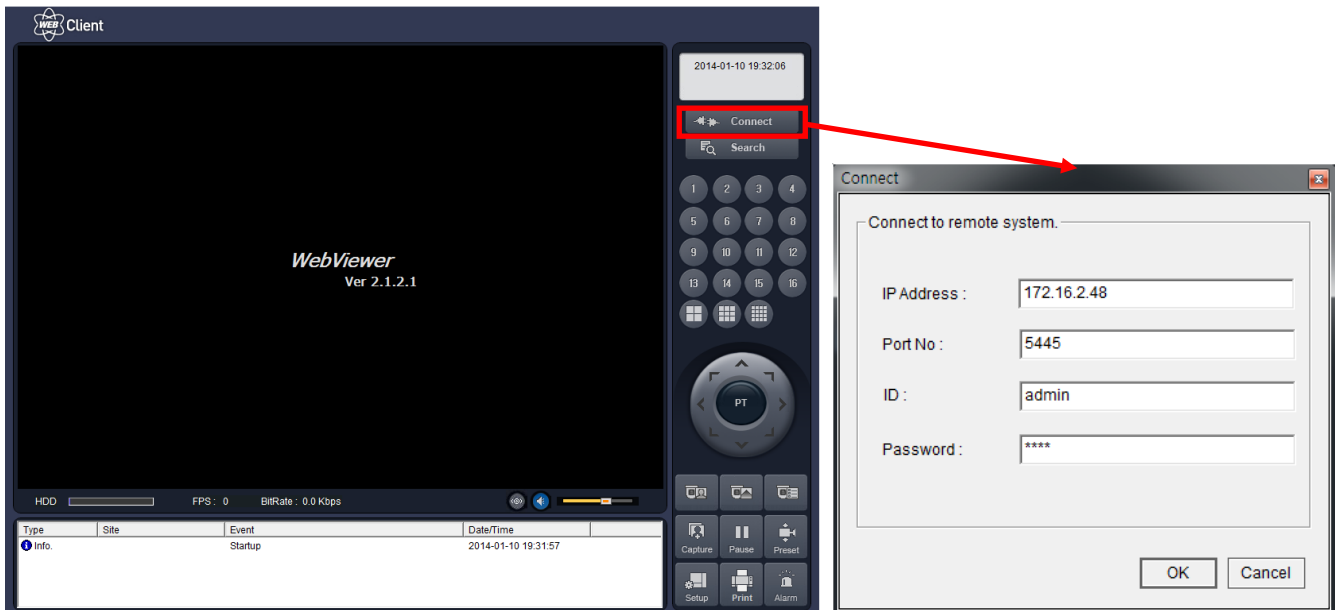 WEB Client
2014-01-10 19:32:06
Connect
Search
1 2 3 4
5 6 7 8
9 10 11 12
13 14 15 16
WebViewer
Ver 2.1.2.1
PT
HDD FPS : 0 BitRate : 0.0 Kbps
Type Site Event Date/Time
Info. Startup 2014-01-10 19:31:57
Capture Pause Preset
Setup Print Alarm
Connect
Connect to remote system.
IP Address : 172.16.2.48
Port No : 5445
ID : admin
Password : ****
OK Cancel